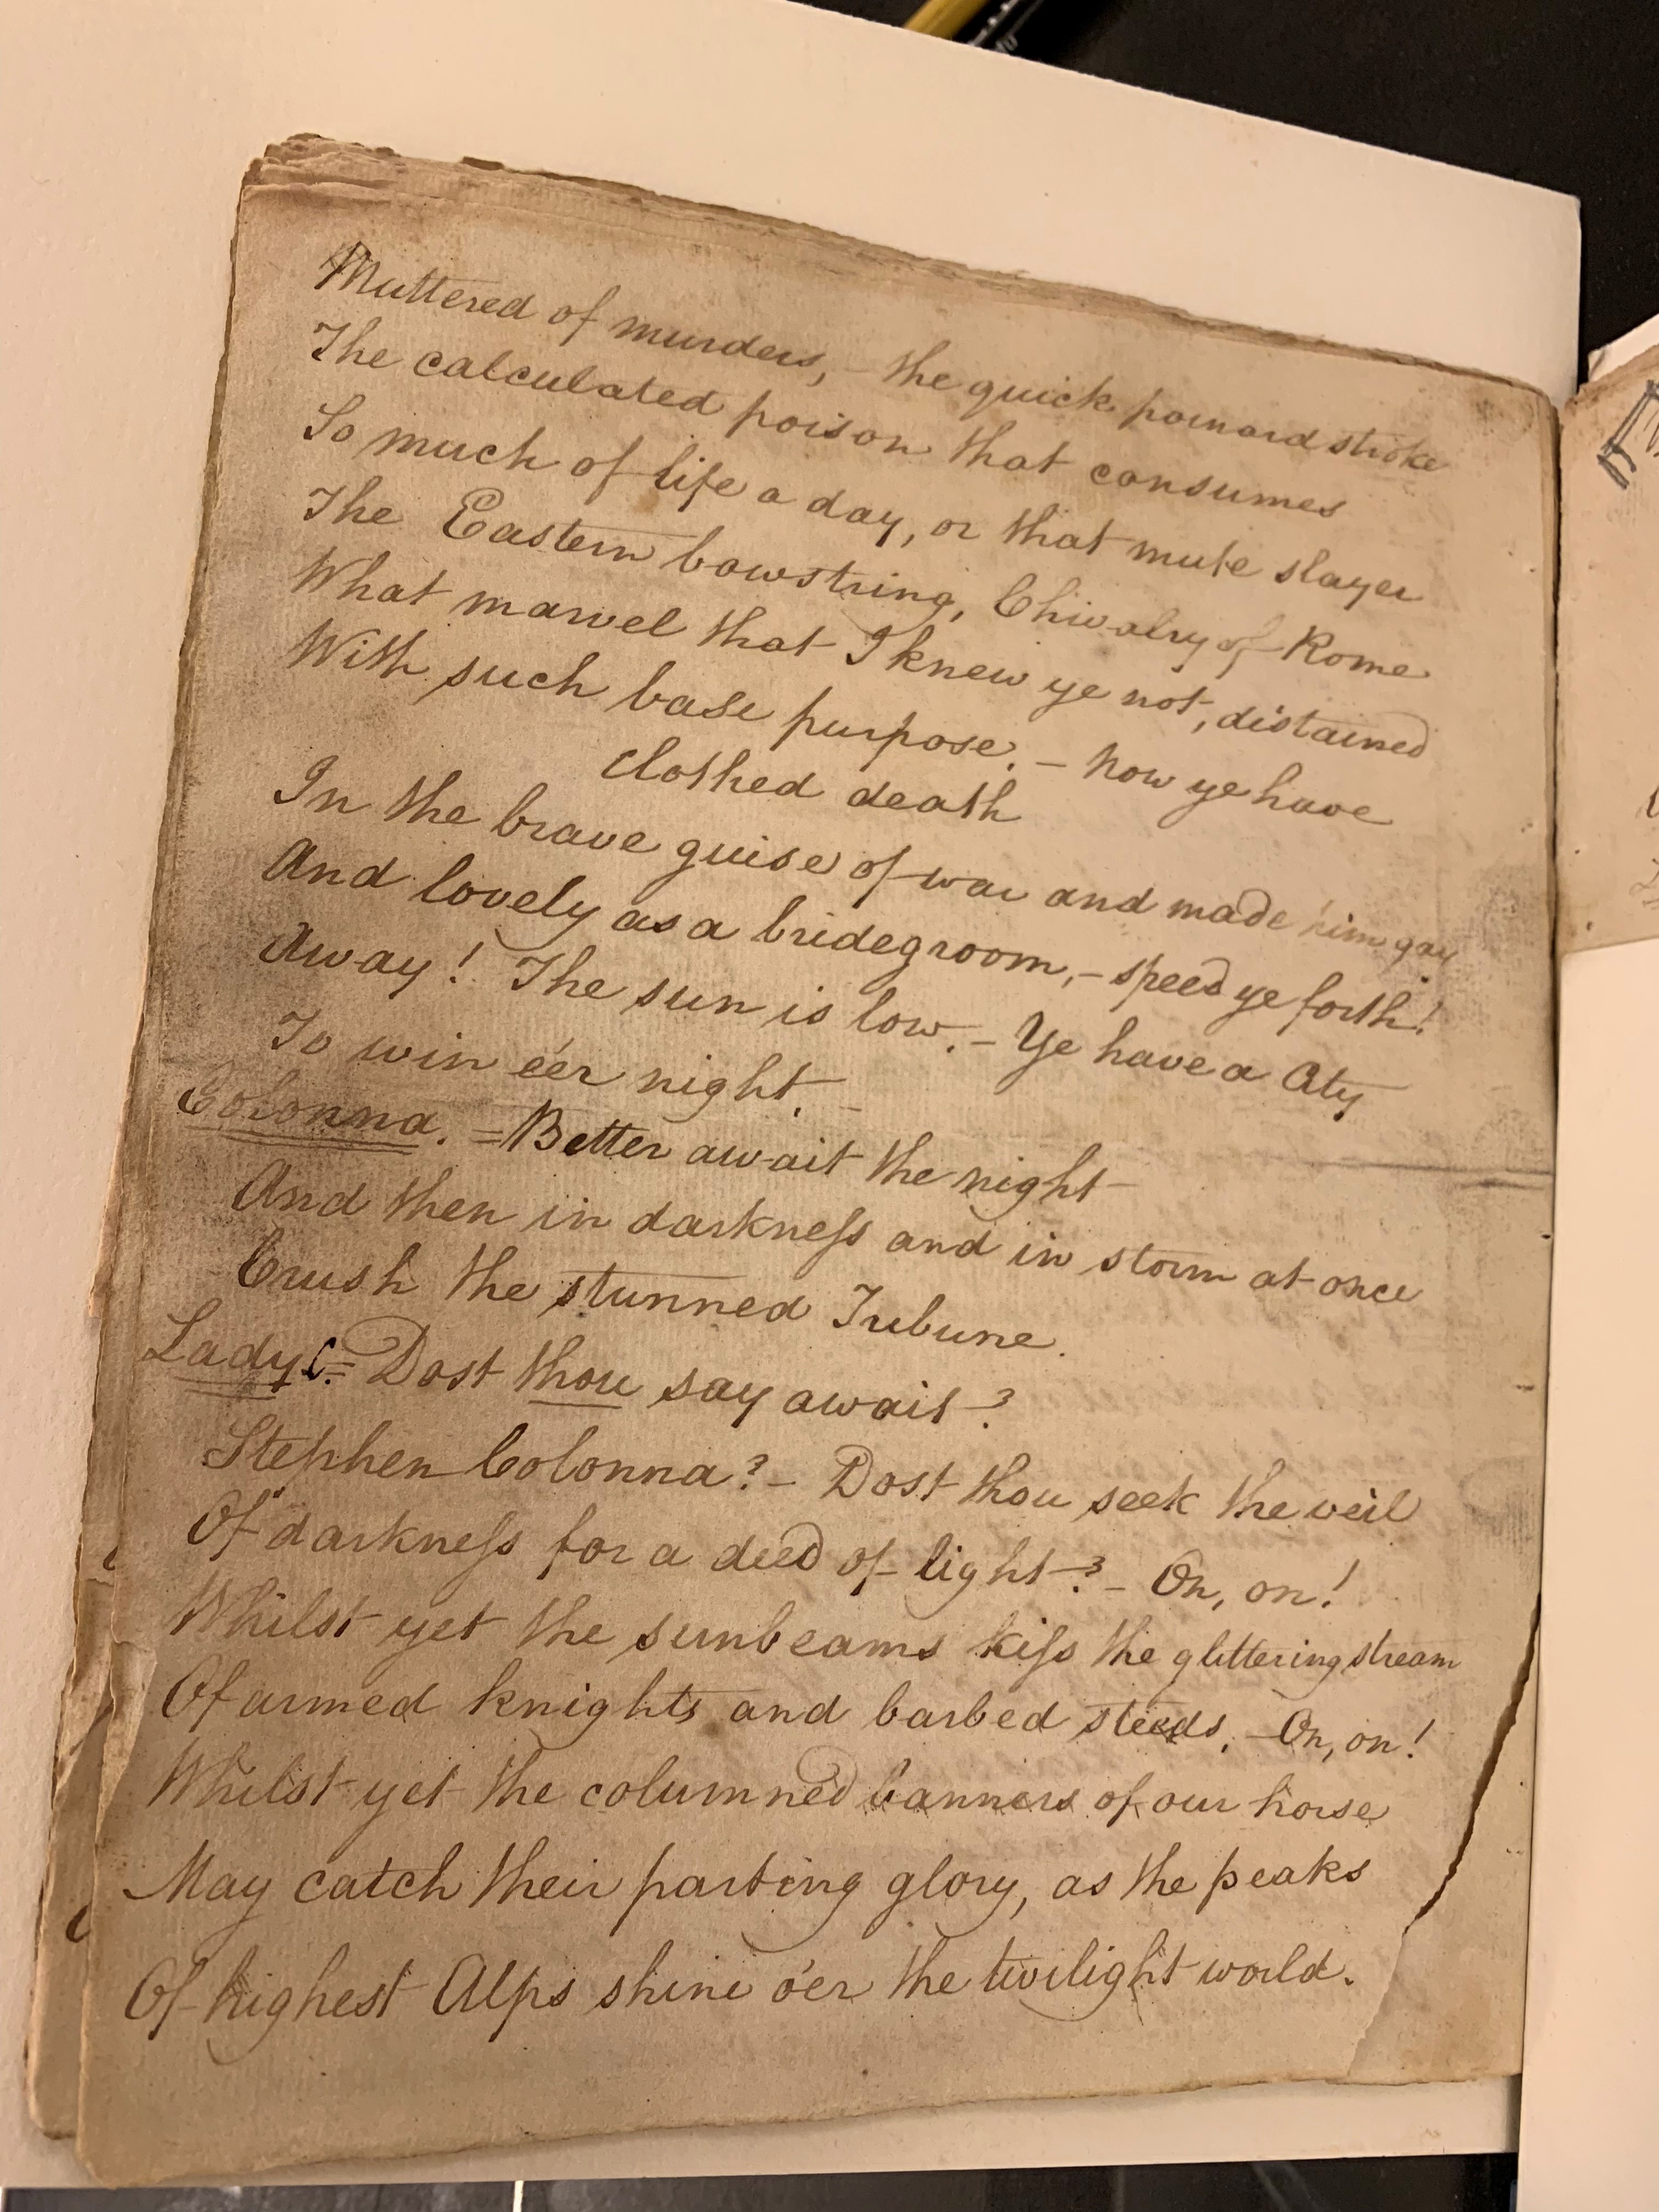 Muttered of murders, – the quick poinard stroke
The calculated poison that consumes
So much of life a day, or that mute slayer
The Eastern bowstring, Chivalry of Rome
What marvel that I knew ye not, distained
With such base purpose. – Now ye have
clothed death
In the brave guise of war and made him gay
And lovely as a bridegroom, – speed ye forth!
Away! The sun is low. – Ye have a City
To win e'er night. –
Colonna. = Better await the night
And then in darkness and in storm at once
Crush the stunned Tribune.
Lady C. = Dost thou say await?
Stephen Colonna? – Dost thou seek the veil
Of darkness for a deed of light? – On, on!
Whilst yet the sunbeams kiss the glittering stream
Of armed knights and barbed steeds, – On, on!
Whilst yet the columned banners of our horse
May catch their parting glory, as the peaks
Of highest Alps shine o'er the twilight world.